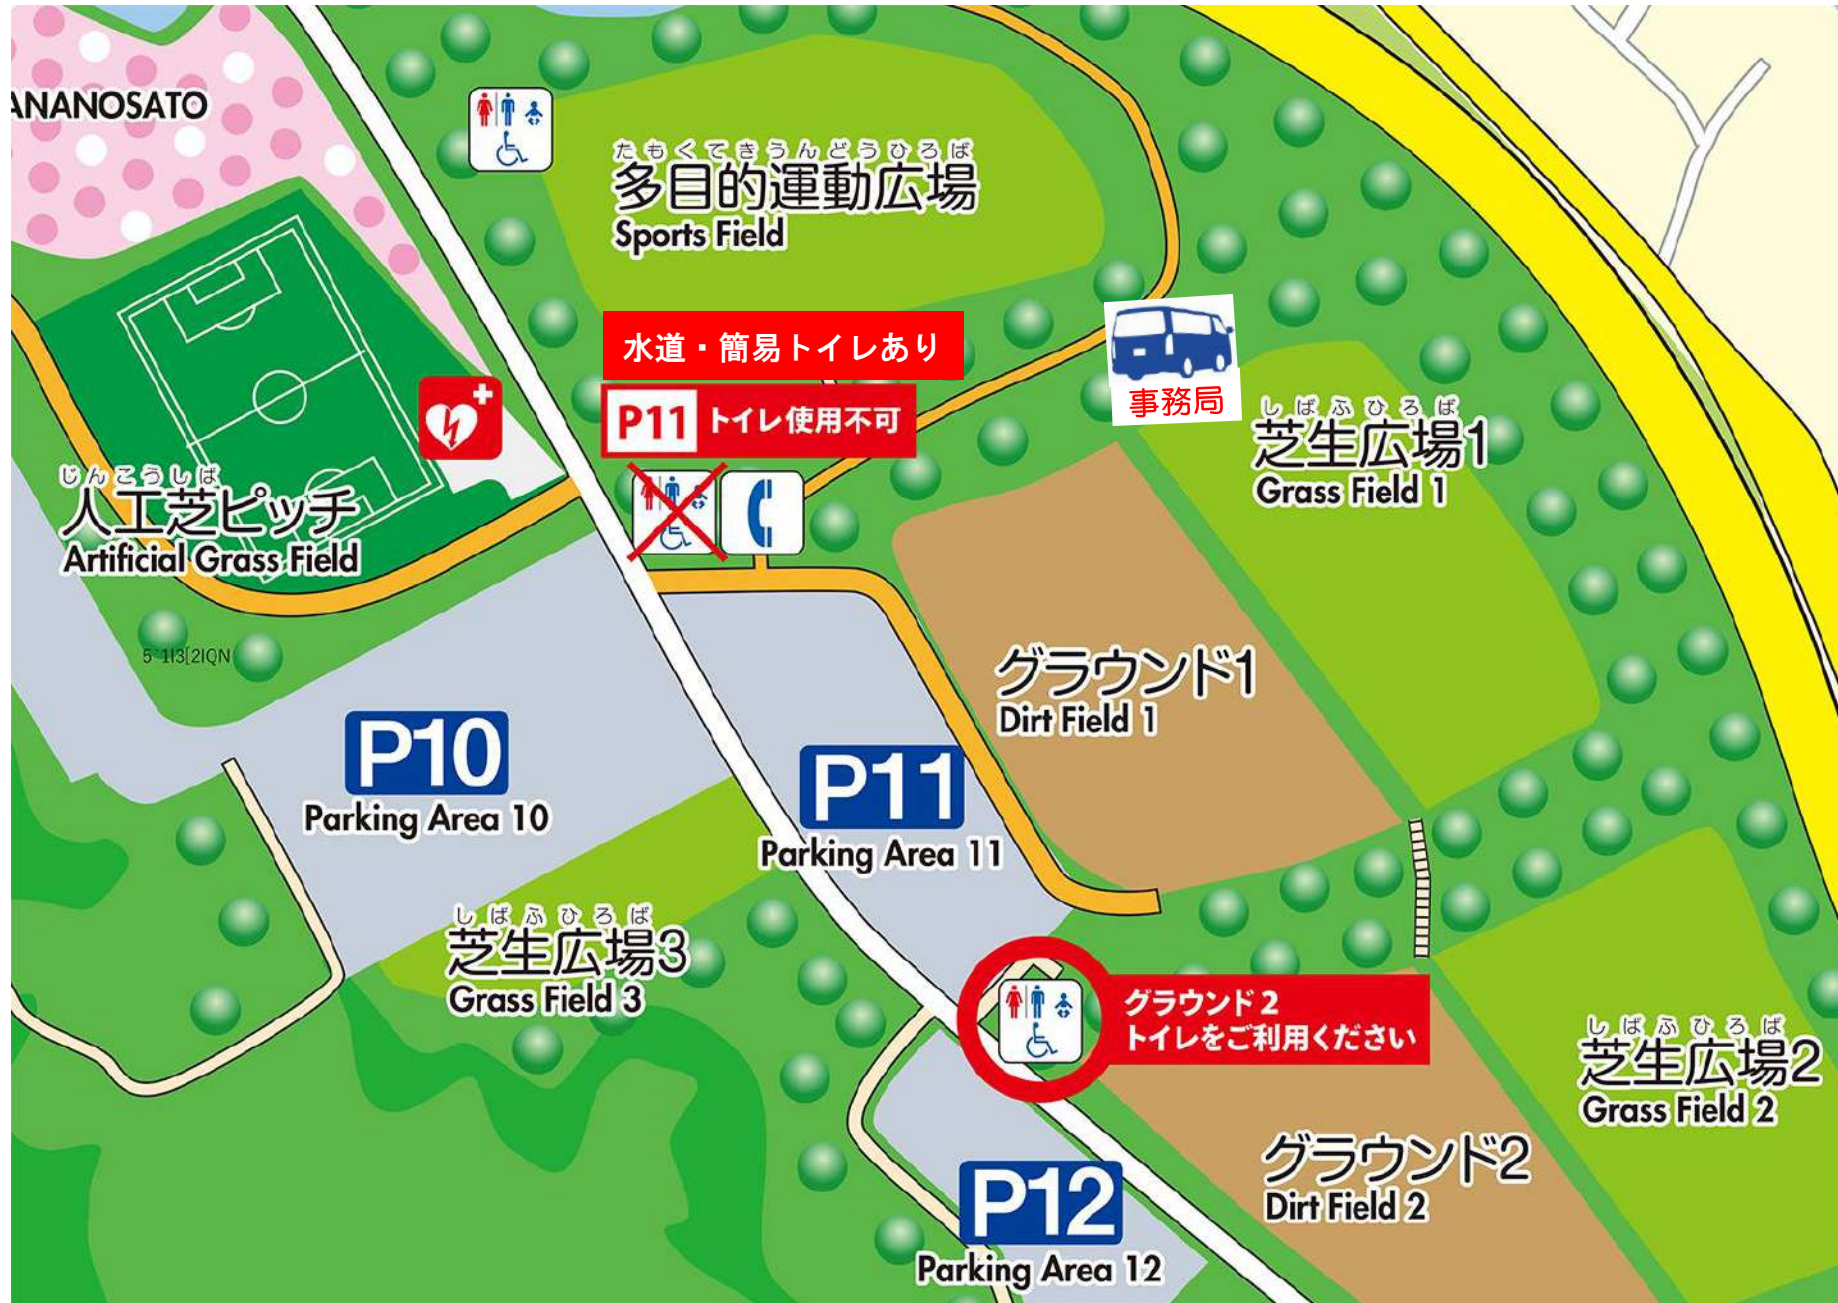 ANANOSATO
たもくてきうんどうひろば
多目的運動広場
Sports Field
水道・簡易トイレあり
P11 トイレ使用不可
事務局
しばふひろば
芝生広場1
Grass Field 1
じんこうしば
人工芝ピッチ
Artificial Grass Field
グラウンド1
Dirt Field 1
P10
Parking Area 10
P11
Parking Area 11
しばふひろば
芝生広場3
Grass Field 3
グラウンド2
トイレをご利用ください
しばふひろば
芝生広場2
Grass Field 2
グラウンド2
Dirt Field 2
P12
Parking Area 12